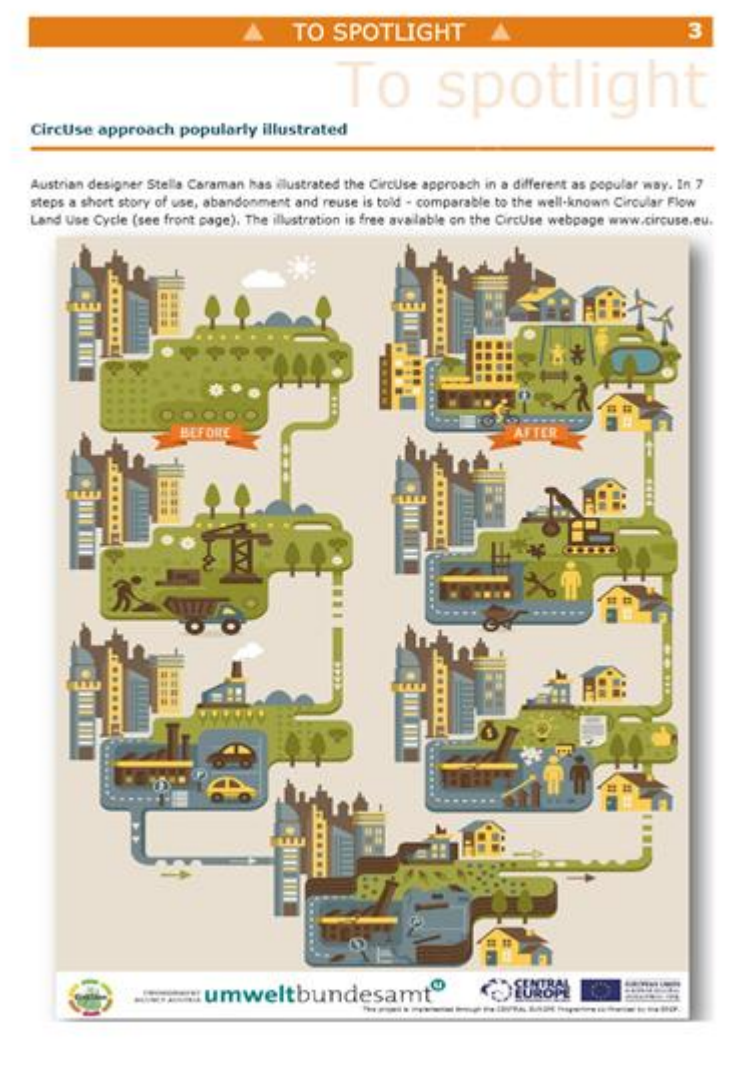 TO SPOTLIGHT
3
To spotlight
CircUse approach popularly illustrated
Austrian designer Stella Caraman has illustrated the CircUse approach in a different as popular way. In 7
steps a short story of use, abandonment and reuse is told - comparable to the well-known Circular Flow
Land Use Cycle (see front page). The illustration is free available on the CircUse webpage www.circuse.eu.
BEFORE
AFTER
CircUse
umweltbundesamt
CENTRAL
EUROPE
EUROPEAN UNION
This project is implemented through the CENTRAL EUROPE Programme co-financed by the ERDF.